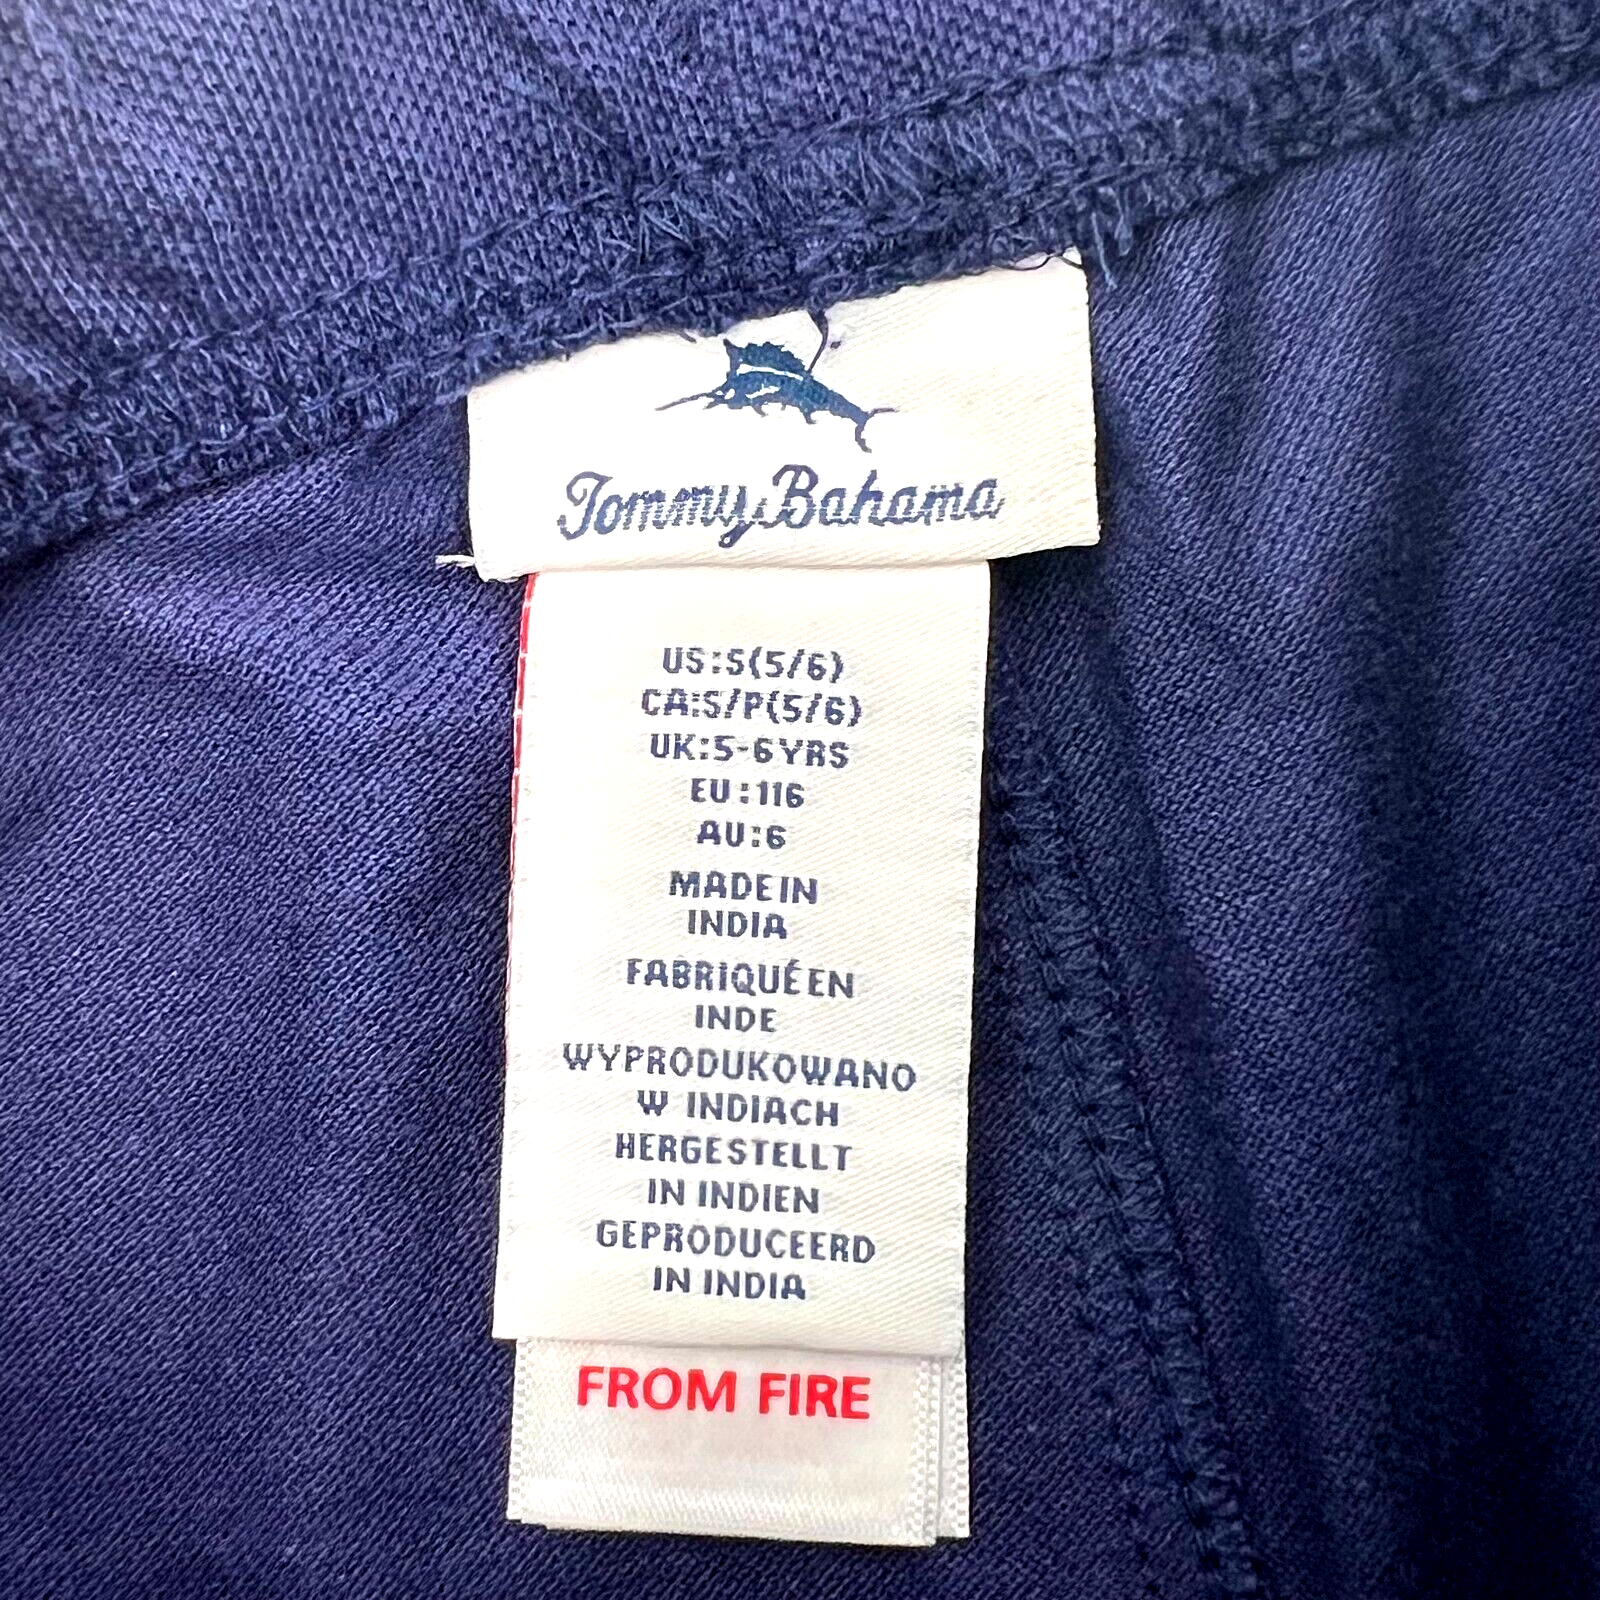 Tommy Bahama
US:S(5/6)
CA:S/P(5/6)
UK:5-6YRS
EU:116
AU:6
MADE IN
INDIA
FABRIQUÉ EN
INDE
WYPRODUKOWANO
W INDIACH
HERGESTELLT
IN INDIEN
GEPRODUCEERD
IN INDIA
FROM FIRE